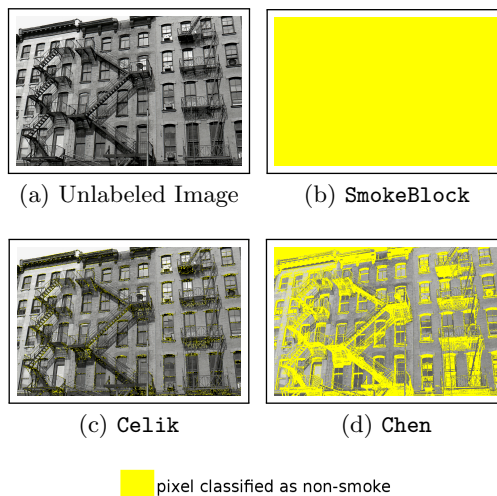 (a) Unlabeled Image
(b) SmokeBlock
(c) Celik
(d) Chen
pixel classified as non-smoke